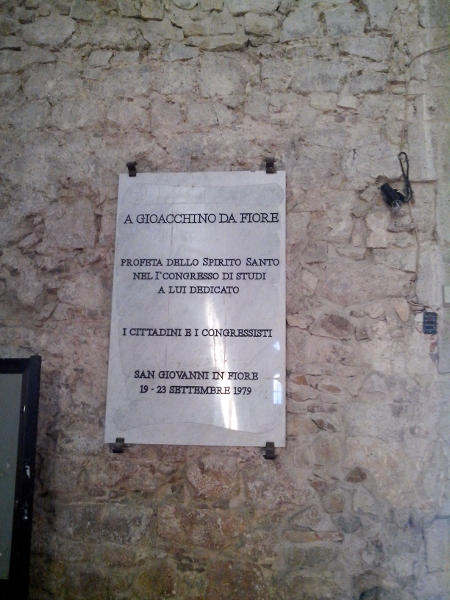 A GIOACCHINO DA FIORE
PROFETA DELLO SPIRITO SANTO
NEL I° CONGRESSO DI STUDI
A LUI DEDICATO
I CITTADINI E I CONGRESSISTI
SAN GIOVANNI IN FIORE
19 - 23 SETTEMBRE 1979